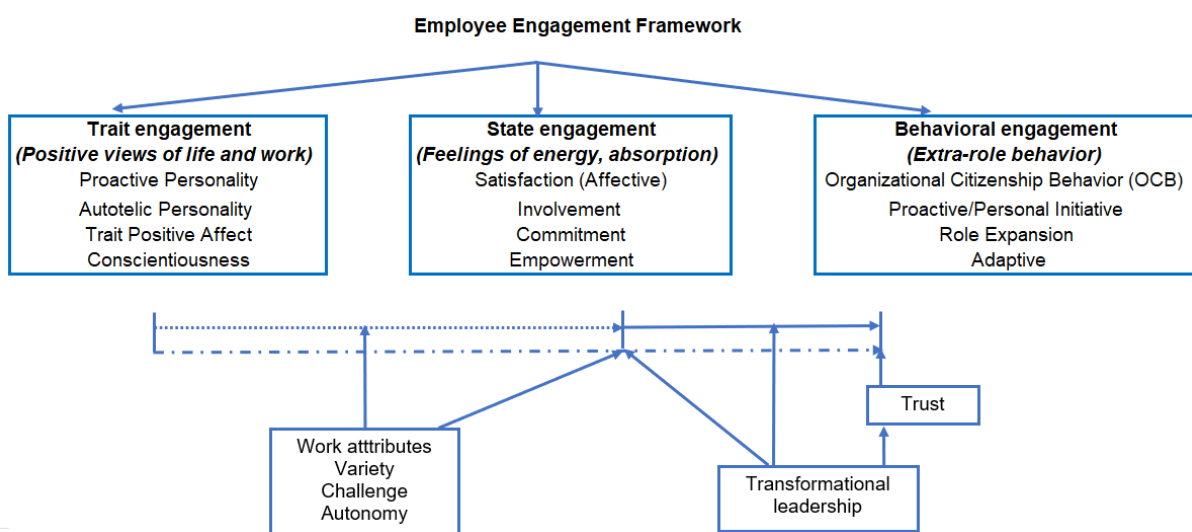 Employee Engagement Framework
Trait engagement
(Positive views of life and work)
Proactive Personality
Autotelic Personality
Trait Positive Affect
Conscientiousness
State engagement
(Feelings of energy, absorption)
Satisfaction (Affective)
Involvement
Commitment
Empowerment
Behavioral engagement
(Extra-role behavior)
Organizational Citizenship Behavior (OCB)
Proactive/Personal Initiative
Role Expansion
Adaptive
Work atttributes
Variety
Challenge
Autonomy
Trust
Transformational
leadership